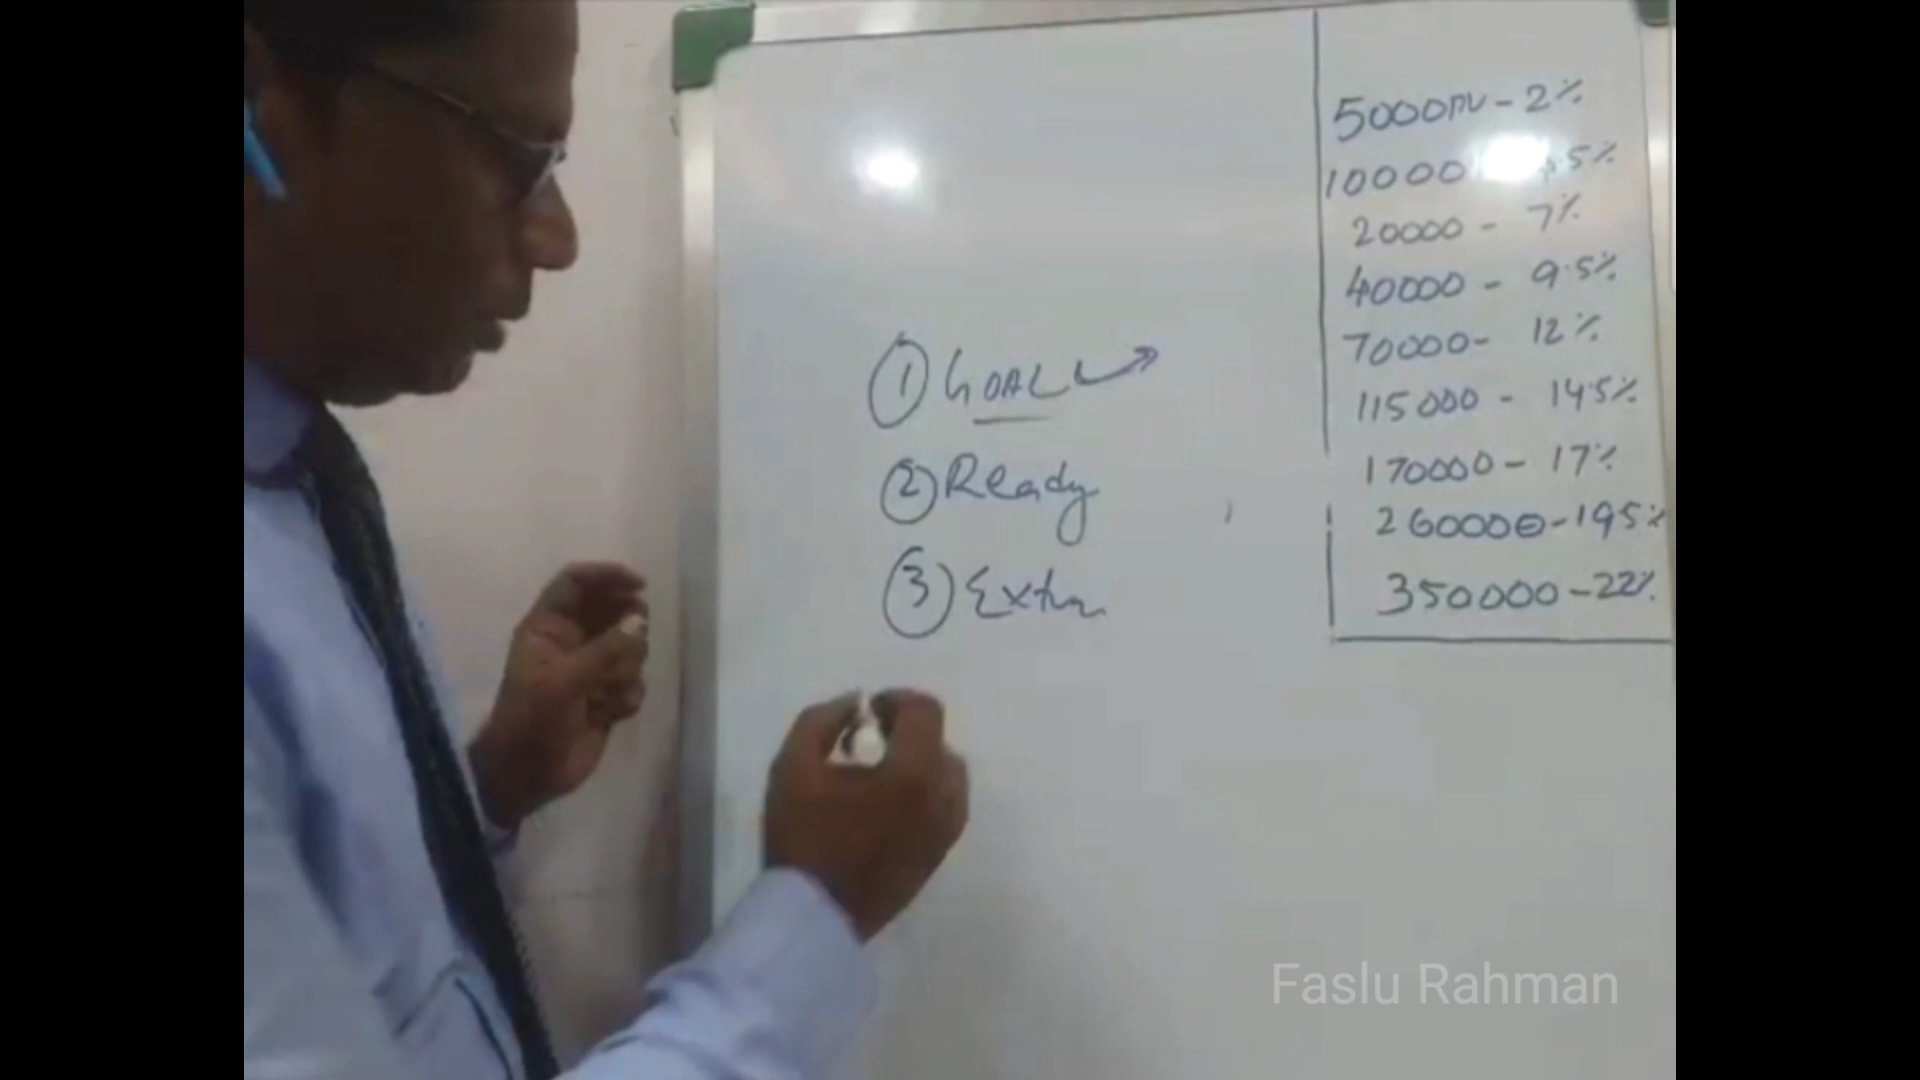 ① GOAL
② Ready
③ Extra
5000PV - 2%
10000 .5%
20000 - 7%
40000 - 9.5%
70000 - 12%
115000 - 14.5%
170000 - 17%
260000 - 19.5%
350000 - 22%
Faslu Rahman